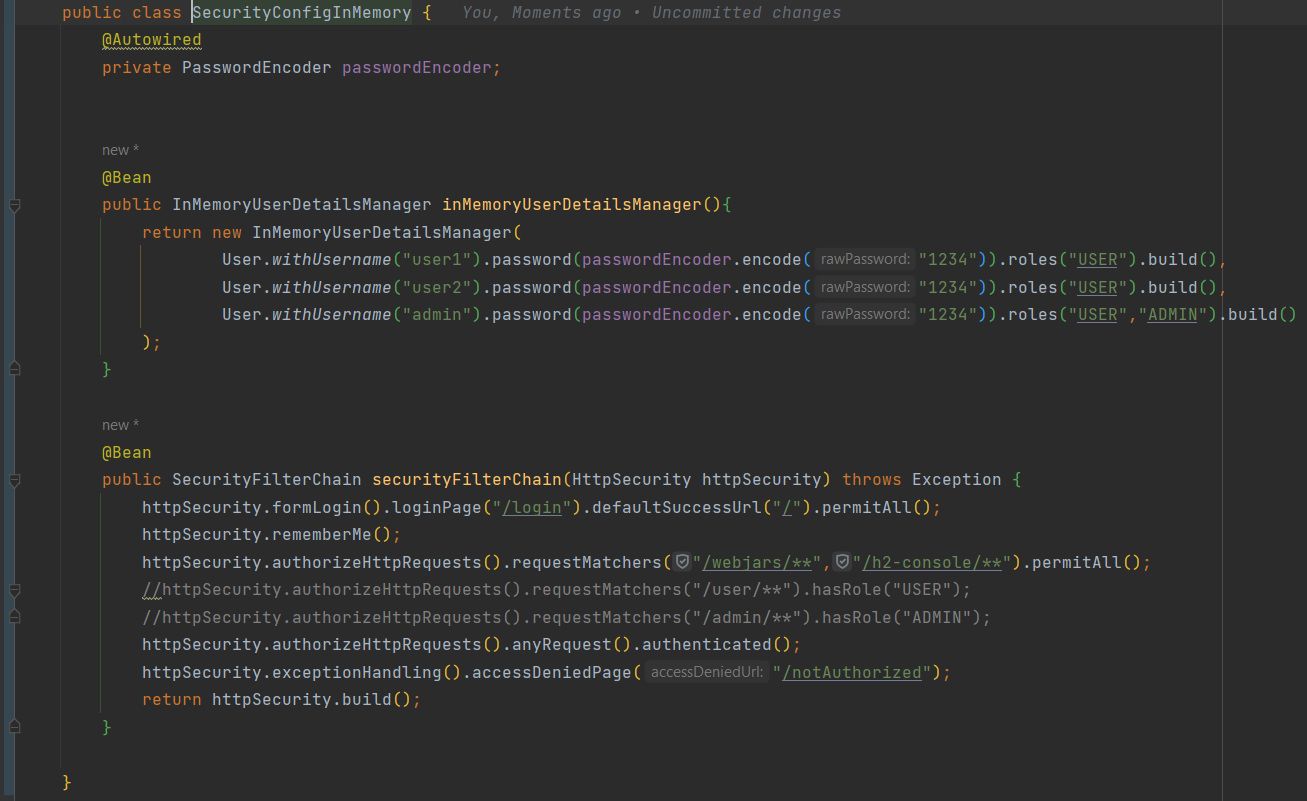 public class SecurityConfigInMemory {   You, Moments ago • Uncommitted changes
    @Autowired
    private PasswordEncoder passwordEncoder;
    new *
    @Bean
    public InMemoryUserDetailsManager inMemoryUserDetailsManager(){
        return new InMemoryUserDetailsManager(
                User.withUsername("user1").password(passwordEncoder.encode( rawPassword: "1234")).roles("USER").build(),
                User.withUsername("user2").password(passwordEncoder.encode( rawPassword: "1234")).roles("USER").build(),
                User.withUsername("admin").password(passwordEncoder.encode( rawPassword: "1234")).roles("USER","ADMIN").build()
        );
    }
    new *
    @Bean
    public SecurityFilterChain securityFilterChain(HttpSecurity httpSecurity) throws Exception {
        httpSecurity.formLogin().loginPage("/login").defaultSuccessUrl("/").permitAll();
        httpSecurity.rememberMe();
        httpSecurity.authorizeHttpRequests().requestMatchers("/webjars/**","/h2-console/**").permitAll();
        //httpSecurity.authorizeHttpRequests().requestMatchers("/user/**").hasRole("USER");
        //httpSecurity.authorizeHttpRequests().requestMatchers("/admin/**").hasRole("ADMIN");
        httpSecurity.authorizeHttpRequests().anyRequest().authenticated();
        httpSecurity.exceptionHandling().accessDeniedPage( accessDeniedUrl: "/notAuthorized");
        return httpSecurity.build();
    }
}